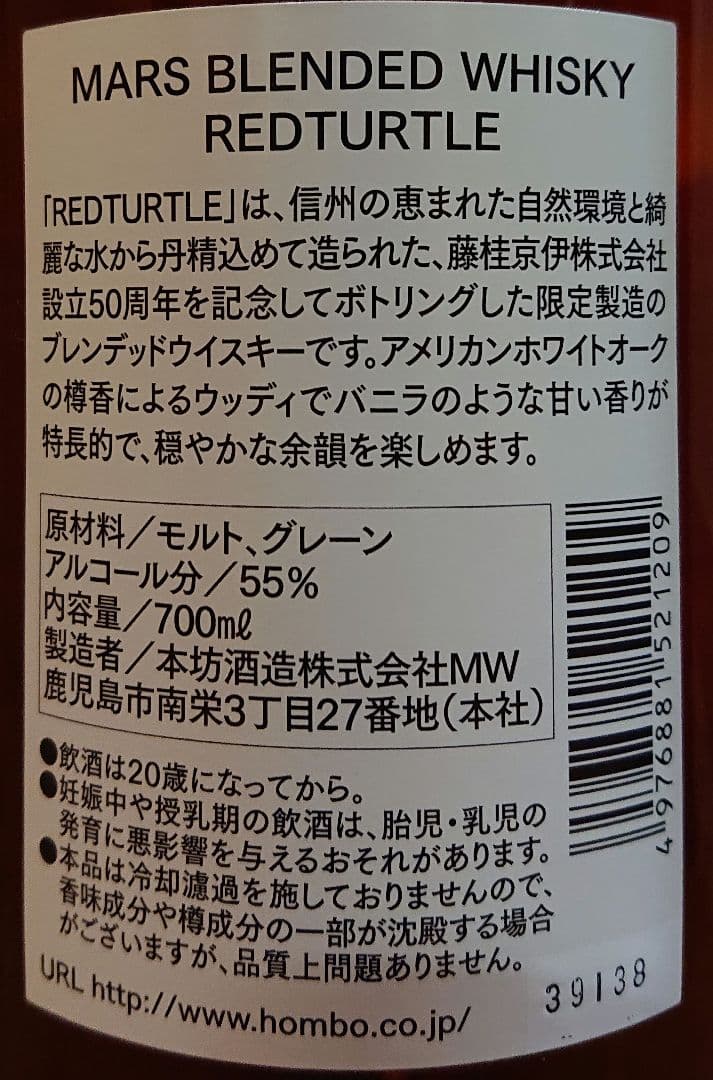 MARS BLENDED WHISKY
REDTURTLE
「REDTURTLE」は、信州の恵まれた自然環境と綺
麗な水から丹精込めて造られた、藤桂京伊株式会社
設立50周年を記念してボトリングした限定製造の
ブレンデッドウイスキーです。アメリカンホワイトオーク
の樽香によるウッディでバニラのような甘い香りが
特長的で、穏やかな余韻を楽しめます。
原材料／モルト、グレーン
アルコール分／55%
内容量／700㎖
製造者／本坊酒造株式会社MW
鹿児島市南栄3丁目27番地（本社）
4976881521209
●飲酒は20歳になってから。
●妊娠中や授乳期の飲酒は、胎児・乳児の
発育に悪影響を与えるおそれがあります。
●本品は冷却濾過を施しておりませんので、
香味成分や樽成分の一部が沈殿する場合
がございますが、品質上問題ありません。
URL http://www.hombo.co.jp/
39138